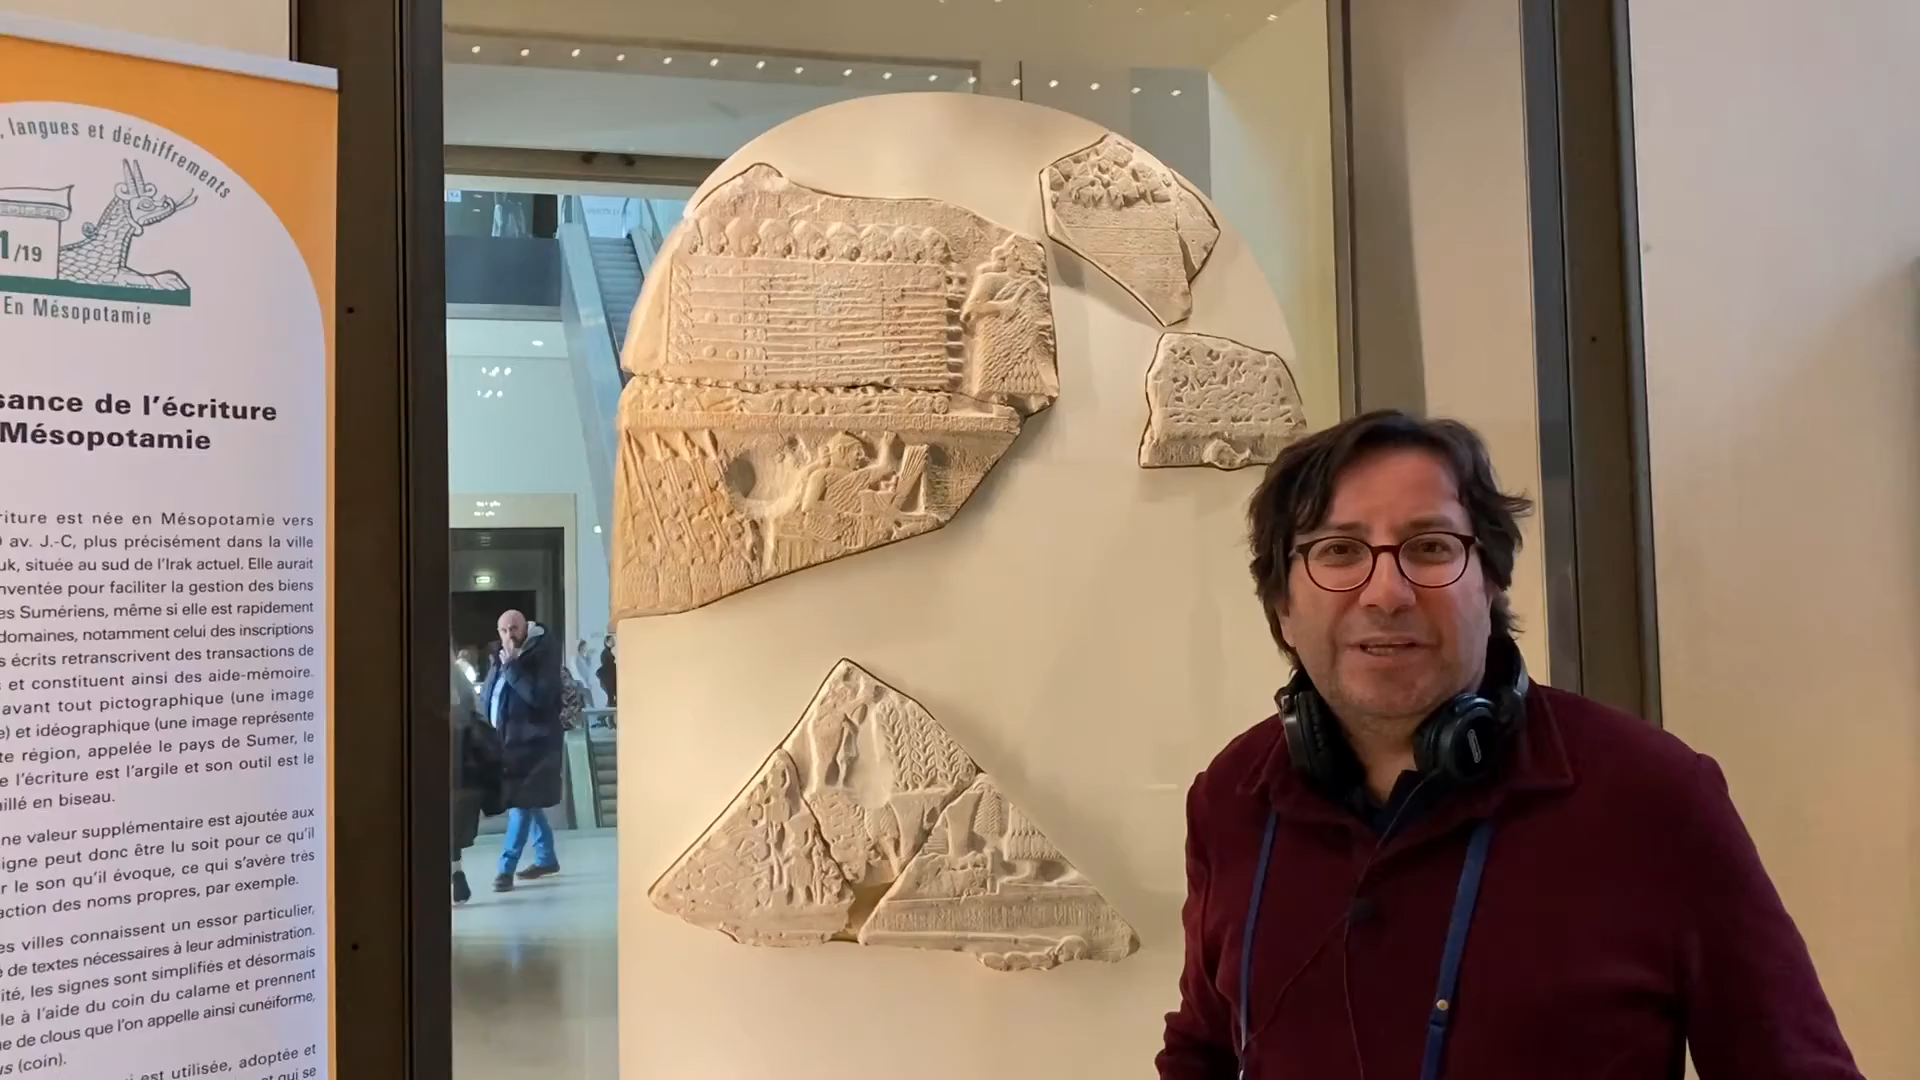 , langues et déchiffrements
1/19
En Mésopotamie
sance de l'écriture
Mésopotamie
riture est née en Mésopotamie vers
av. J.-C, plus précisément dans la ville
uk, située au sud de l'Irak actuel. Elle aurait
nventée pour faciliter la gestion des biens
es Sumériens, même si elle est rapidement
domaines, notamment celui des inscriptions
s écrits retranscrivent des transactions de
et constituent ainsi des aide-mémoire.
avant tout pictographique (une image
e) et idéographique (une image représente
te région, appelée le pays de Sumer, le
e l'écriture est l'argile et son outil est le
aillé en biseau.
ne valeur supplémentaire est ajoutée aux
igne peut donc être lu soit pour ce qu'il
r le son qu'il évoque, ce qui s'avère très
action des noms propres, par exemple.
es villes connaissent un essor particulier,
é de textes nécessaires à leur administration.
ité, les signes sont simplifiés et désormais
le à l'aide du coin du calame et prennent
e de clous que l'on appelle ainsi cunéiforme,
us (coin).
est utilisée, adoptée et
qui se